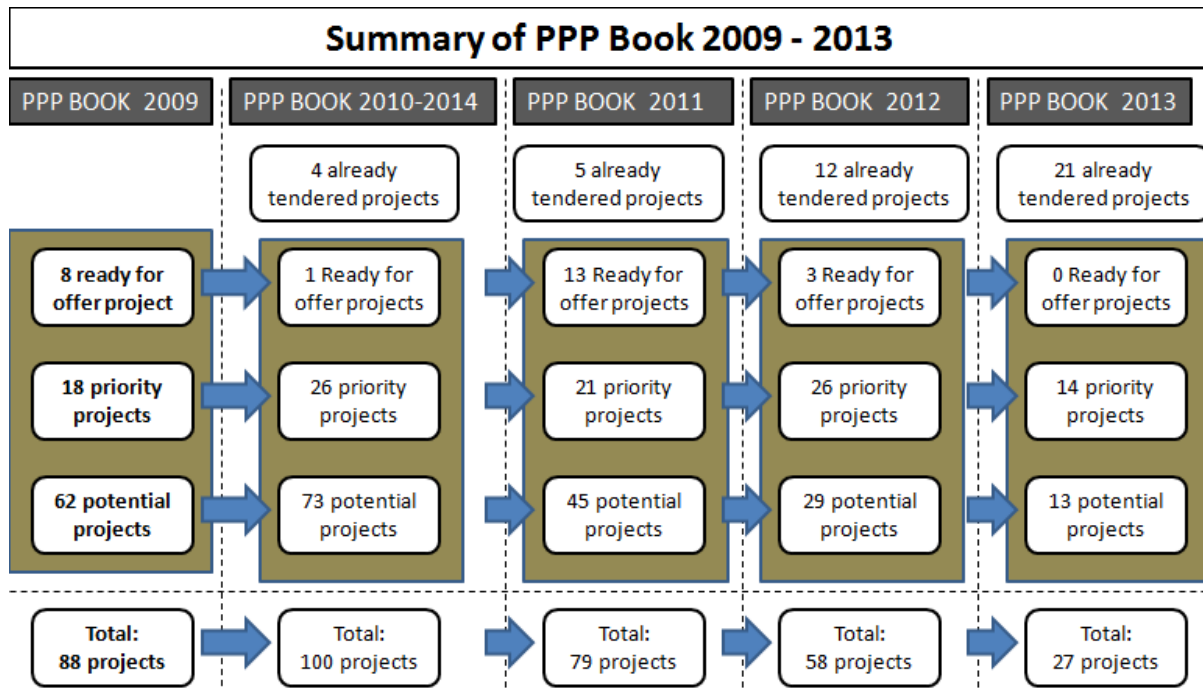 Summary of PPP Book 2009 - 2013
PPP BOOK  2009
PPP BOOK 2010-2014
PPP BOOK  2011
PPP BOOK  2012
PPP BOOK  2013
4 already
tendered projects
5 already
tendered projects
12 already
tendered projects
21 already
tendered projects
8 ready for
offer project
1 Ready for
offer projects
13 Ready for
offer projects
3 Ready for
offer projects
0 Ready for
offer projects
18 priority
projects
26 priority
projects
21 priority
projects
26 priority
projects
14 priority
projects
62 potential
projects
73 potential
projects
45 potential
projects
29 potential
projects
13 potential
projects
Total:
88 projects
Total:
100 projects
Total:
79 projects
Total:
58 projects
Total:
27 projects